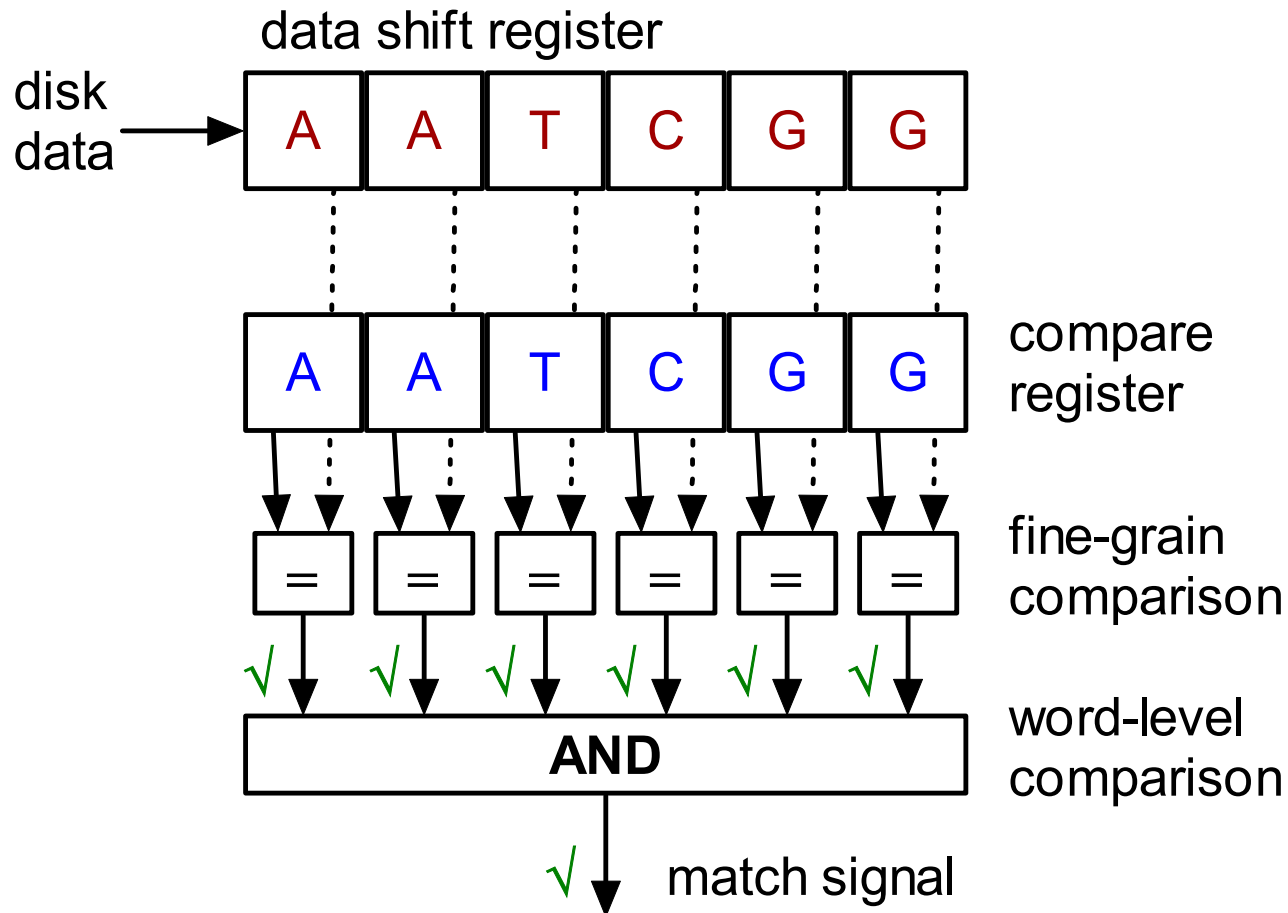 data shift register
disk
data
A A T C G G
A A T C G G
compare
register
= = = = = =
fine-grain
comparison
√ √ √ √ √ √
AND
word-level
comparison
√
match signal